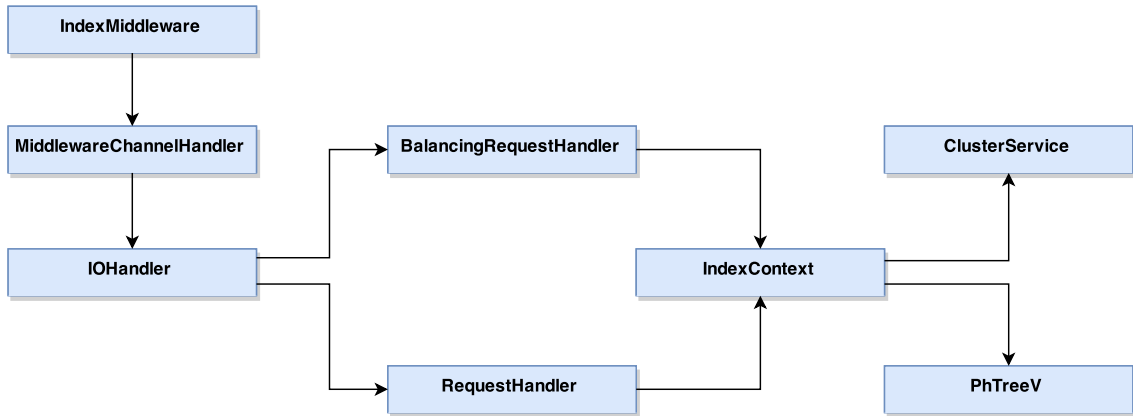 IndexMiddleware
MiddlewareChannelHandler
BalancingRequestHandler
ClusterService
IOHandler
IndexContext
RequestHandler
PhTreeV